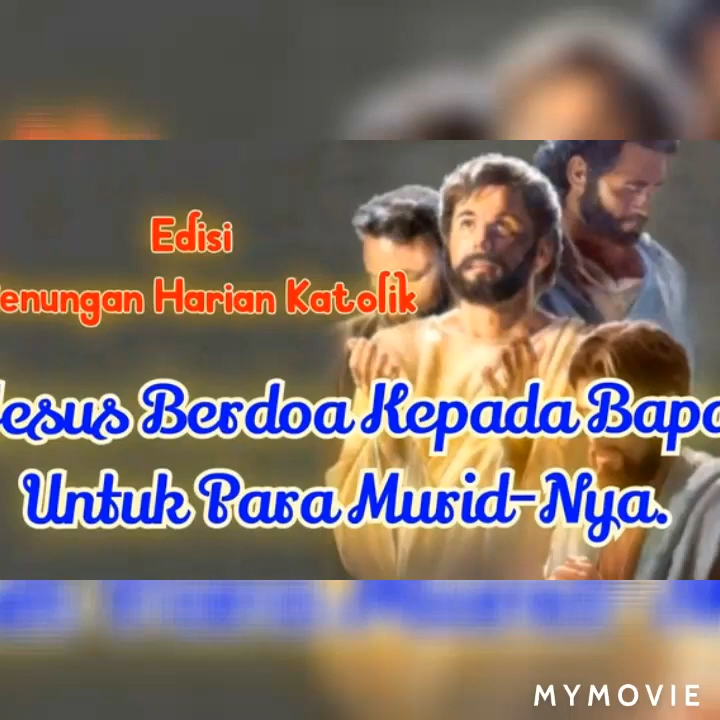 Edisi
enungan Harian Katolik
esus Berdoa Kepada Bapa
Untuk Para Murid-Nya.
MYMOVIE